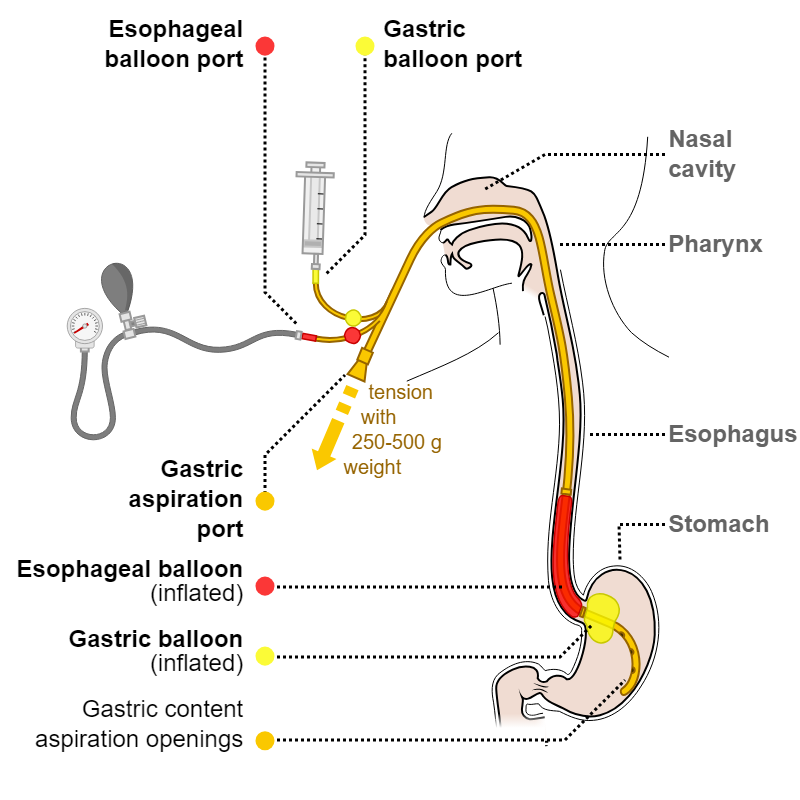 Esophageal
balloon port
Gastric
balloon port
Nasal
cavity
Pharynx
tension
with
250-500 g
weight
Esophagus
Gastric
aspiration
port
Stomach
Esophageal balloon
(inflated)
Gastric balloon
(inflated)
Gastric content
aspiration openings